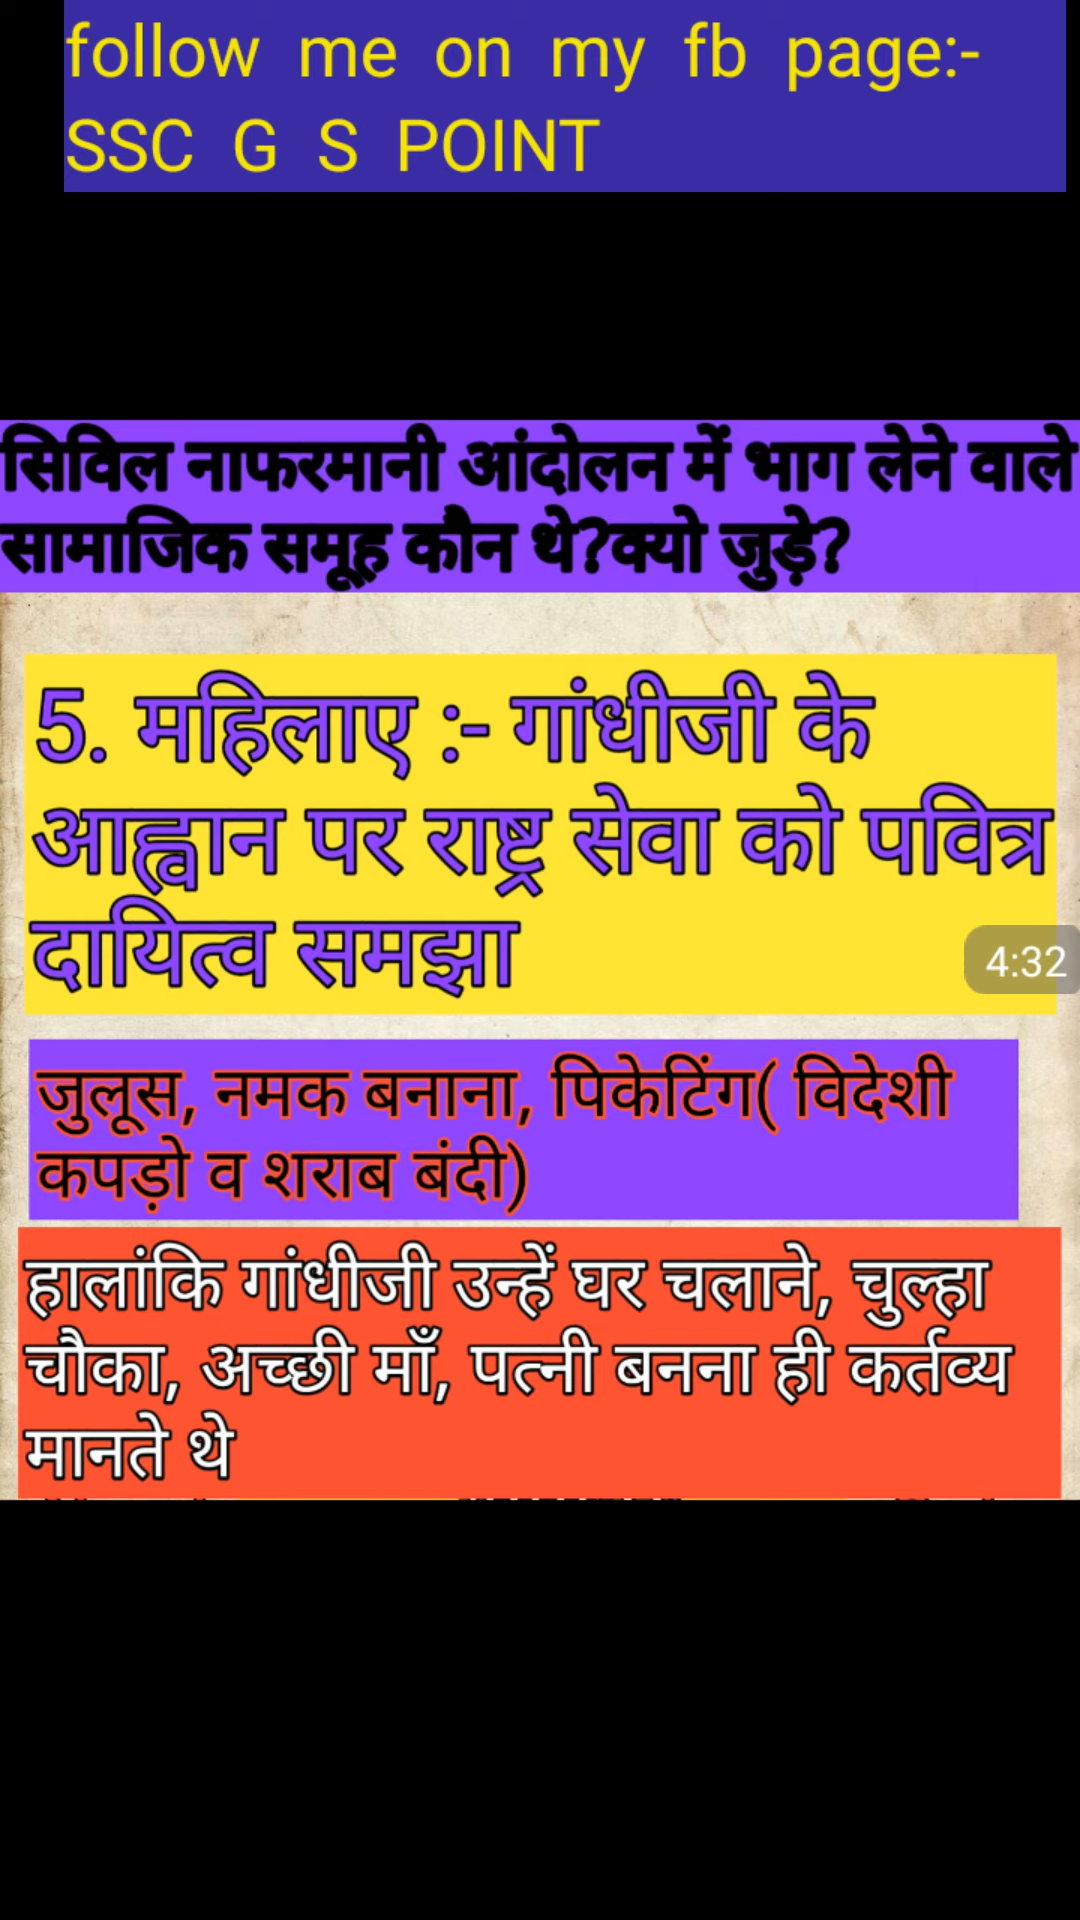 follow me on my fb page:-
SSC G S POINT
सिविल नाफरमानी आंदोलन में भाग लेने वाले
सामाजिक समूह कौन थे?क्यो जुड़े?
5. महिलाए :- गांधीजी के
आह्वान पर राष्ट्र सेवा को पवित्र
दायित्व समझा
4:32
जुलूस, नमक बनाना, पिकेटिंग( विदेशी
कपड़ो व शराब बंदी)
हालांकि गांधीजी उन्हें घर चलाने, चुल्हा
चौका, अच्छी माँ, पत्नी बनना ही कर्तव्य
मानते थे